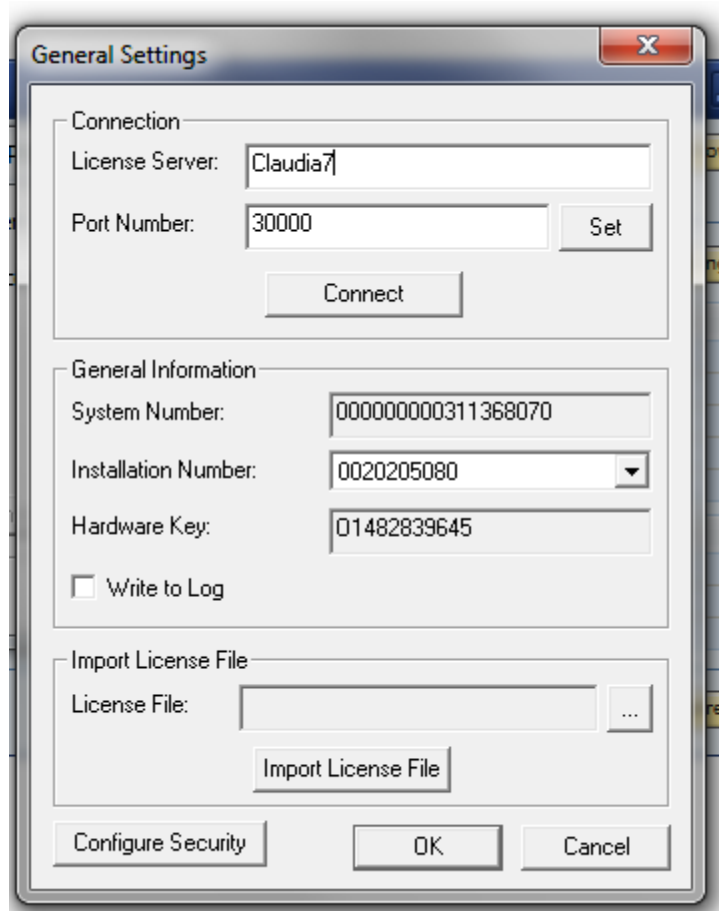 General Settings
Connection
License Server: Claudia7
Port Number: 30000 Set
Connect
General Information
System Number: 000000000311368070
Installation Number: 0020205080
Hardware Key: O1482839645
Write to Log
Import License File
License File: ...
Import License File
Configure Security OK Cancel